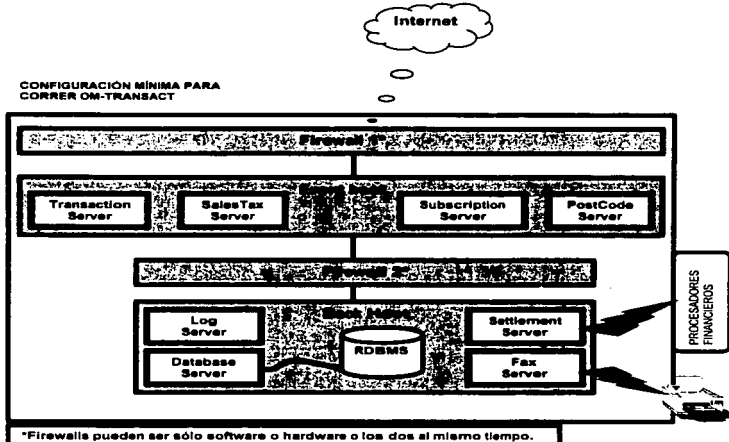 Internet
CONFIGURACIÓN MÍNIMA PARA
CORRER OM-TRANSACT
Firewall 1*
Transaction
Server
SalesTax
Server
Subscription
Server
PostCode
Server
Firewall 2*
Log
Server
Database
Server
RDBMS
Settlement
Server
Fax
Server
PROCESADORES
FINANCIEROS
*Firewalls pueden ser sólo software o hardware o los dos al mismo tiempo.